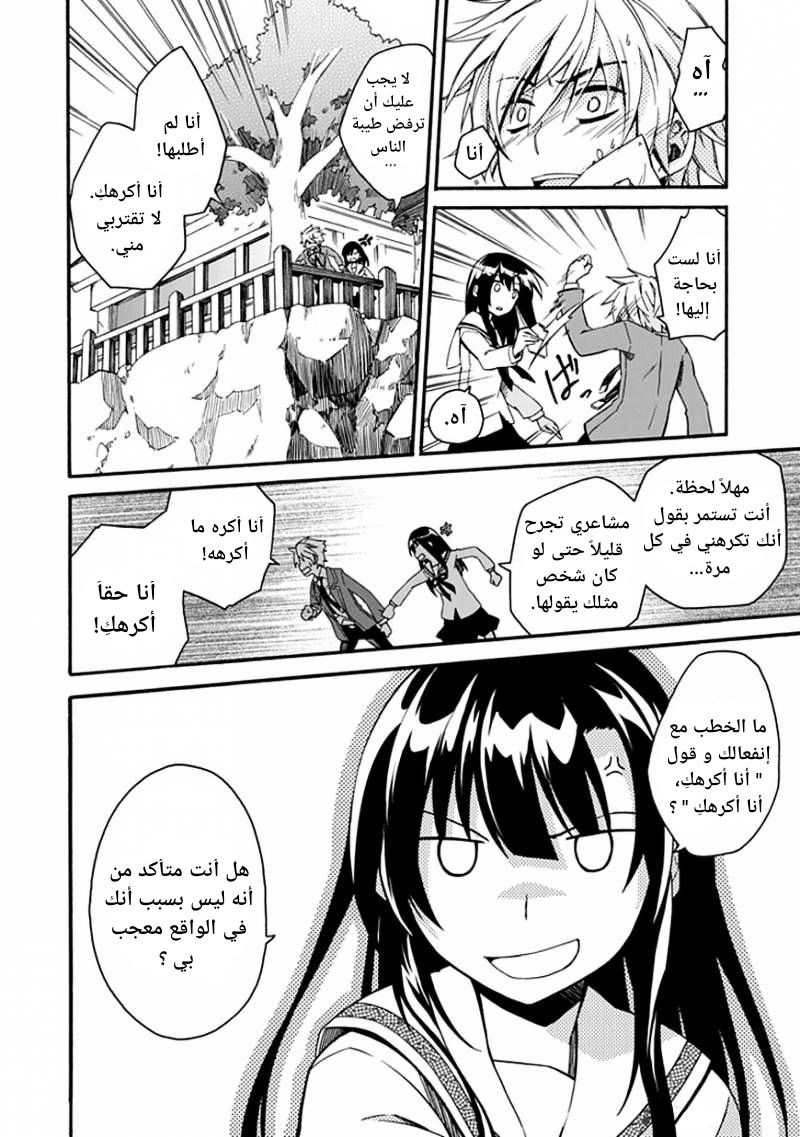 آه
...
أنا
أنا لست
بحاجة
إليها!
ばっ
آه.
لا يجب
عليك أن
ترفض طيبة
الناس
...
أنا لم
أطلبها!
أنا أكرهكِ.
لا تقتربي
مني.
مهلاً لحظة.
أنت تستمر بقول
أنك تكرهني في كل
مرة...
مشاعري تجرح
قليلاً حتى لو
كان شخص
مثلك يقولها.
أنا أكره ما
أكرهه!
أنا حقاً
أكرهكِ!
ما الخطب مع
إنفعالك و قول
" أنا أكرهكِ،
أنا أكرهكِ " ؟
هل أنت متأكد من
أنه ليس بسبب أنك
في الواقع معجب
بي ؟